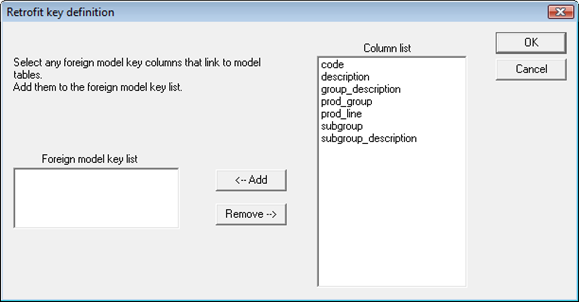 Retrofit key definition
Select any foreign model key columns that link to model
tables.
Add them to the foreign model key list.
Column list
OK
Cancel
code
description
group_description
prod_group
prod_line
subgroup
subgroup_description
Foreign model key list
<-- Add
Remove -->